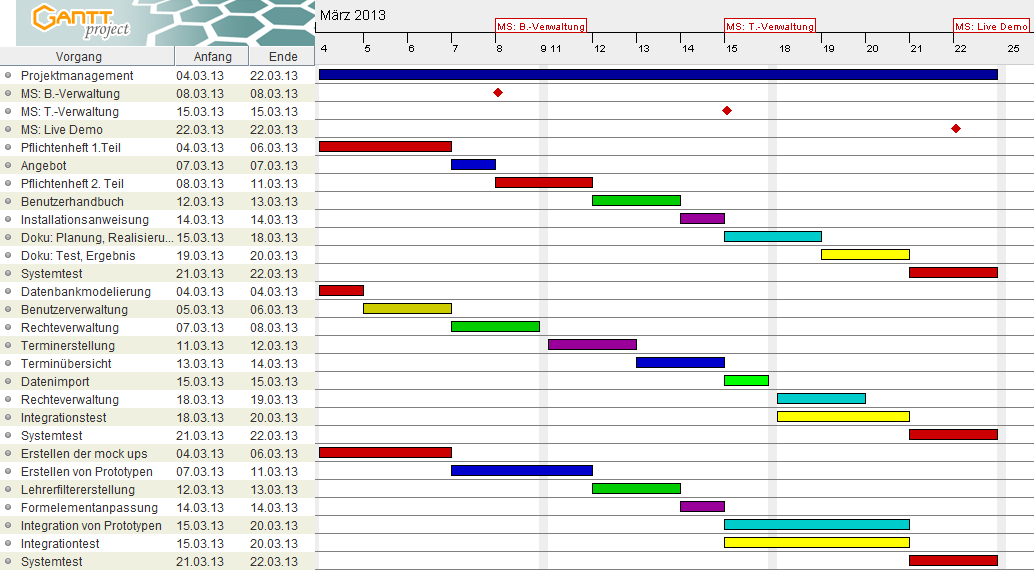 GANTT
project
März 2013
MS: B.-Verwaltung MS: T.-Verwaltung MS: Live Demo
4 5 6 7 8 9 11 12 13 14 15 18 19 20 21 22 25
Vorgang Anfang Ende
Projektmanagement 04.03.13 22.03.13
MS: B.-Verwaltung 08.03.13 08.03.13
MS: T.-Verwaltung 15.03.13 15.03.13
MS: Live Demo 22.03.13 22.03.13
Pflichtenheft 1.Teil 04.03.13 06.03.13
Angebot 07.03.13 07.03.13
Pflichtenheft 2. Teil 08.03.13 11.03.13
Benutzerhandbuch 12.03.13 13.03.13
Installationsanweisung 14.03.13 14.03.13
Doku: Planung, Realisieru... 15.03.13 18.03.13
Doku: Test, Ergebnis 19.03.13 20.03.13
Systemtest 21.03.13 22.03.13
Datenbankmodelierung 04.03.13 04.03.13
Benutzerverwaltung 05.03.13 06.03.13
Rechteverwaltung 07.03.13 08.03.13
Terminerstellung 11.03.13 12.03.13
Terminübersicht 13.03.13 14.03.13
Datenimport 15.03.13 15.03.13
Rechteverwaltung 18.03.13 19.03.13
Integrationstest 18.03.13 20.03.13
Systemtest 21.03.13 22.03.13
Erstellen der mock ups 04.03.13 06.03.13
Erstellen von Prototypen 07.03.13 11.03.13
Lehrerfiltererstellung 12.03.13 13.03.13
Formelementanpassung 14.03.13 14.03.13
Integration von Prototypen 15.03.13 20.03.13
Integrationtest 15.03.13 20.03.13
Systemtest 21.03.13 22.03.13